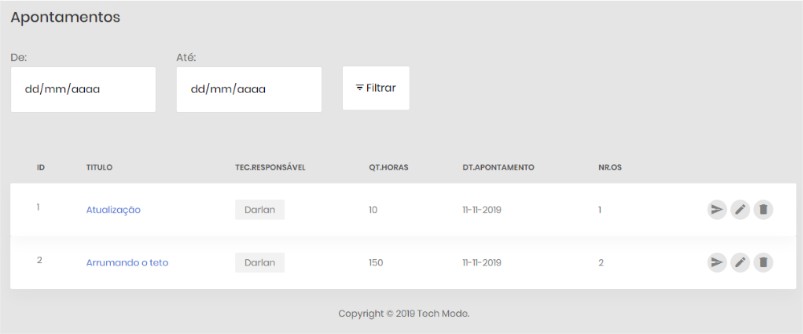 Apontamentos
De: Até:
dd/mm/aaaa dd/mm/aaaa Filtrar
ID TITULO TEC.RESPONSÁVEL QT.HORAS DT.APONTAMENTO NR.OS
1 Atualização Darlan 10 11-11-2019 1
2 Arrumando o teto Darlan 150 11-11-2019 2
Copyright © 2019 Tech Mode.